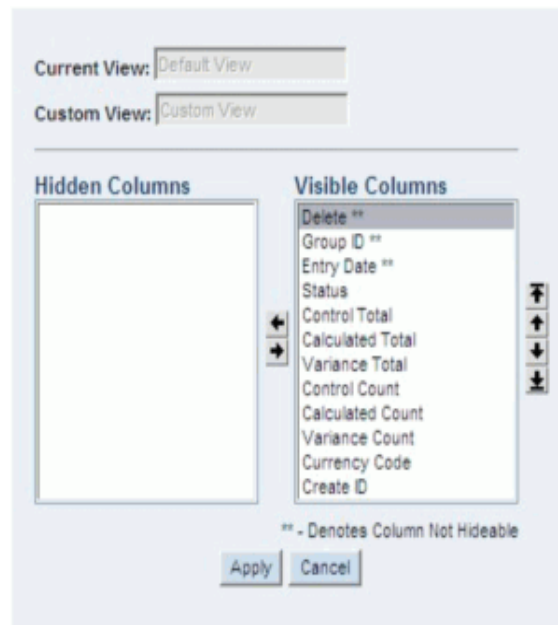 Current View: Default View
Custom View: Custom View
Hidden Columns
Visible Columns
Delete **
Group ID **
Entry Date **
Status
Control Total
Calculated Total
Variance Total
Control Count
Calculated Count
Variance Count
Currency Code
Create ID
** - Denotes Column Not Hideable
Apply
Cancel